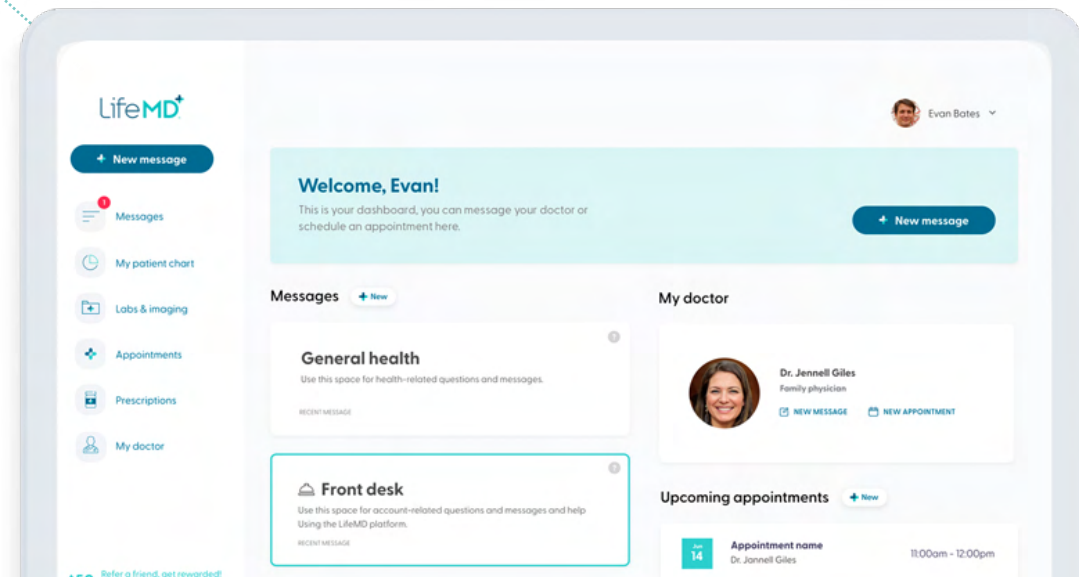 LifeMD
Evan Bates
+ New message
1
Messages
My patient chart
Labs & imaging
Appointments
Prescriptions
My doctor
Refer a friend, get rewarded!
Welcome, Evan!
This is your dashboard, you can message your doctor or
schedule an appointment here.
+ New message
Messages + New
General health
Use this space for health-related questions and messages.
RECENT MESSAGE
Front desk
Use this space for account-related questions and messages and help
Using the LifeMD platform.
RECENT MESSAGE
My doctor
Dr. Jennell Giles
Family physician
NEW MESSAGE NEW APPOINTMENT
Upcoming appointments + New
14
Appointment name
Dr. Jannell Giles
11:00am - 12:00pm